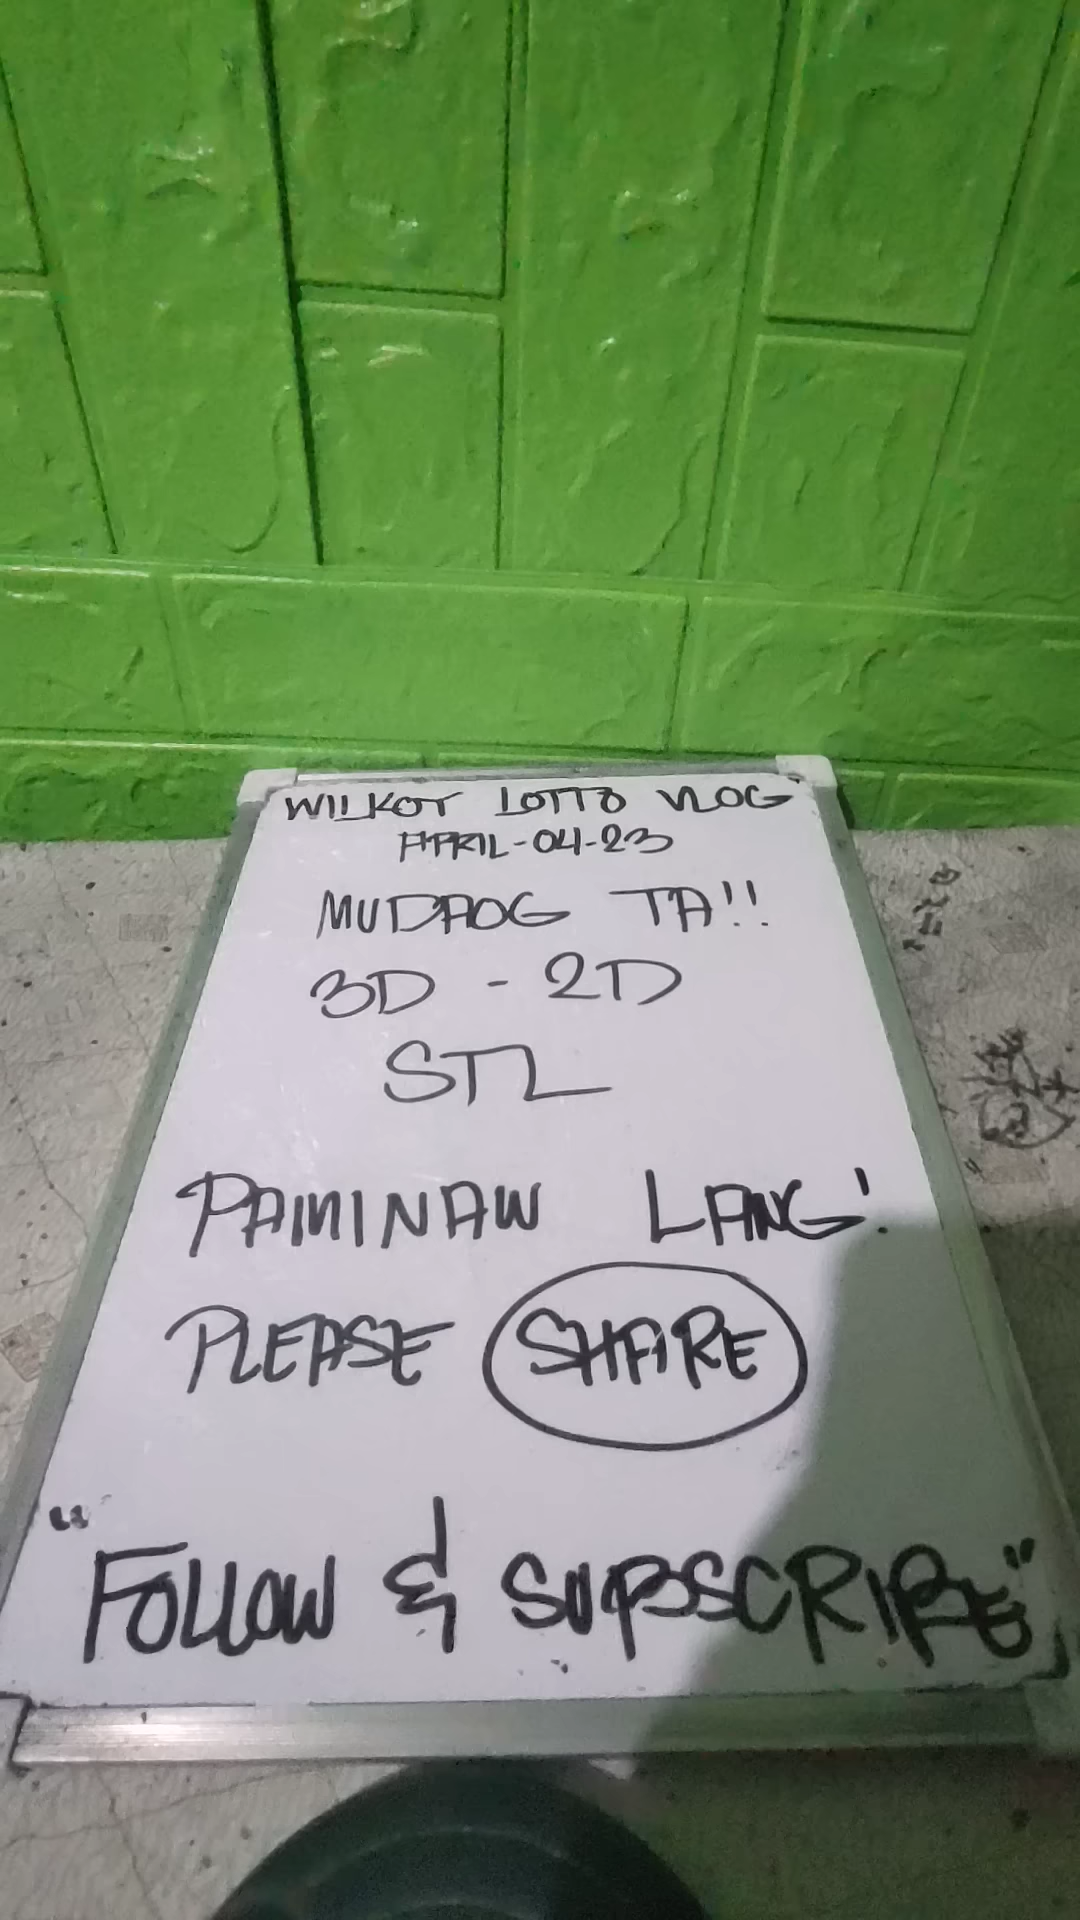 WILKOT LOTTO VLOG
APRIL-04-23
MUDAOG TA!!
3D - 2D
STL
PAMINAW LANG!
PLEASE SHARE
"FOLLOW & SUBSCRIBE"